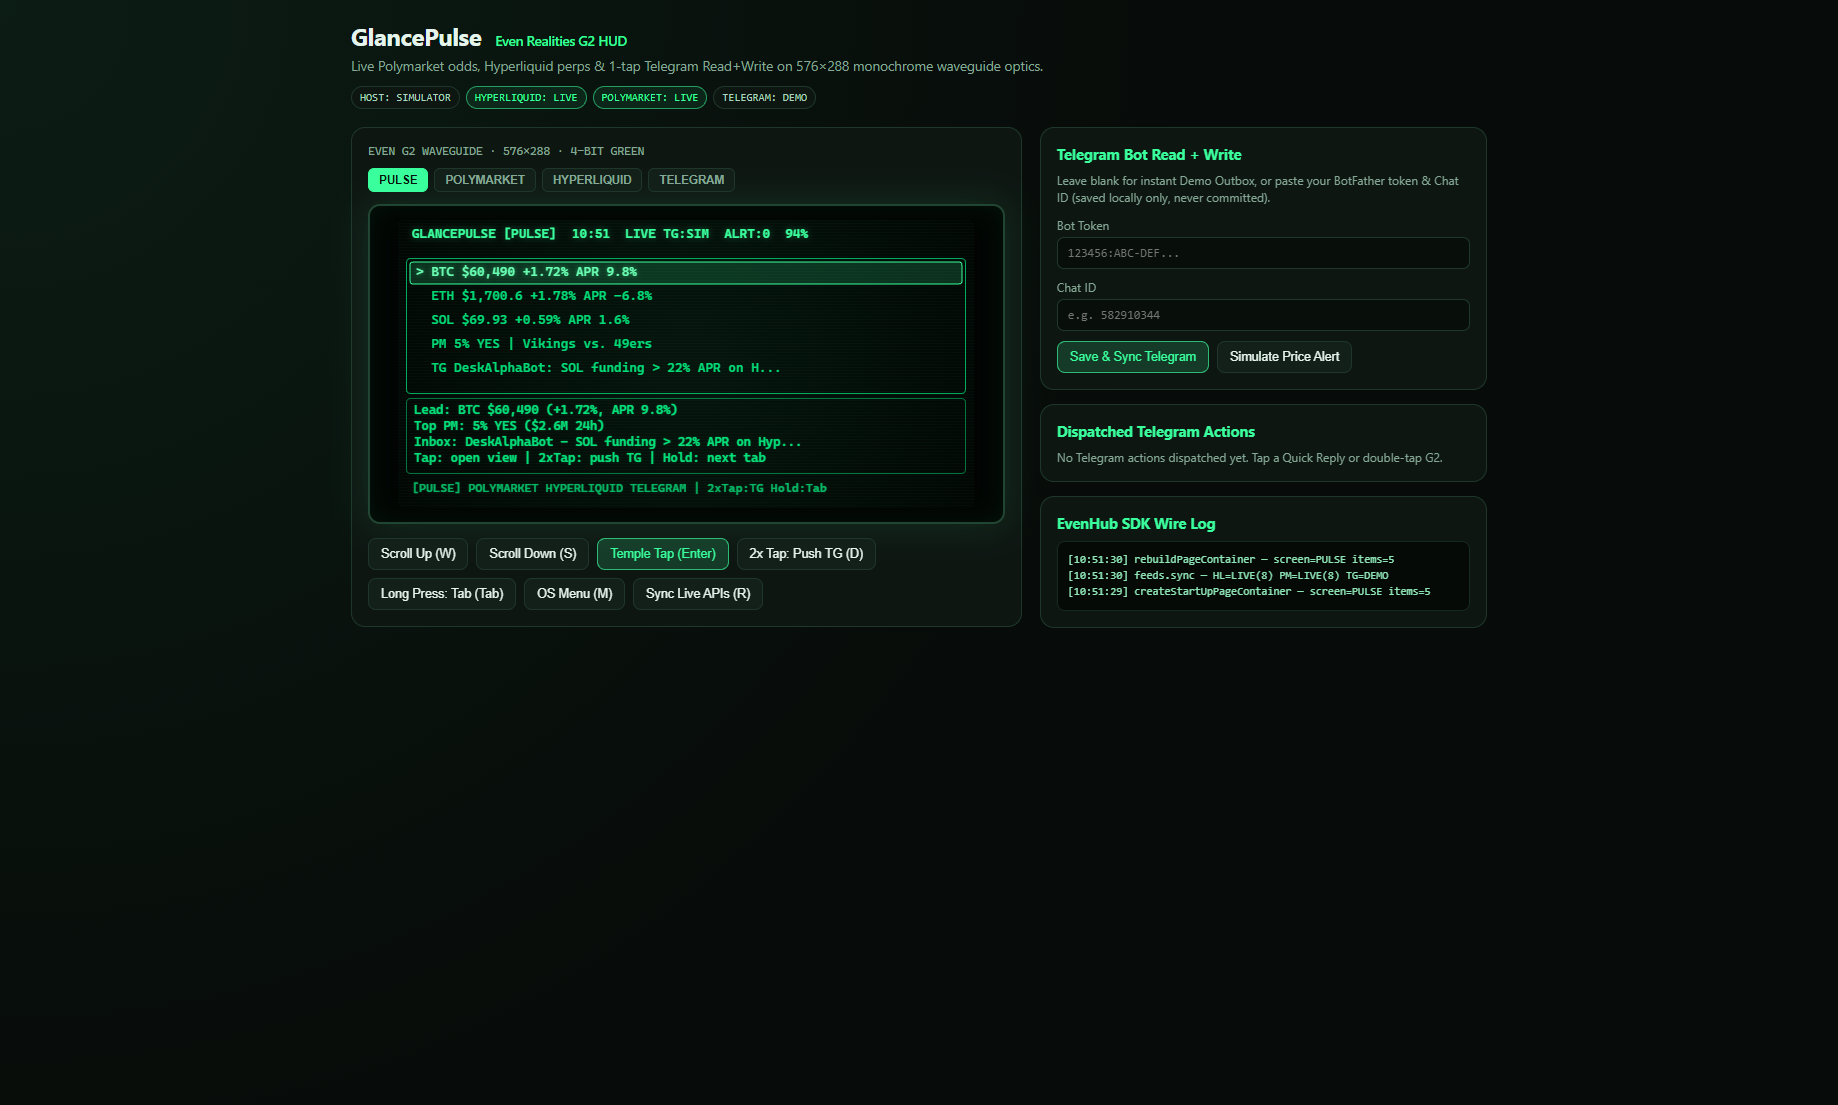 GlancePulse Even Realities G2 HUD
Live Polymarket odds, Hyperliquid perps & 1-tap Telegram Read+Write on 576×288 monochrome waveguide optics.
HOST: SIMULATOR
HYPERLIQUID: LIVE
POLYMARKET: LIVE
TELEGRAM: DEMO
EVEN G2 WAVEGUIDE · 576×288 · 4-BIT GREEN
PULSE
POLYMARKET
HYPERLIQUID
TELEGRAM
GLANCEPULSE [PULSE] 10:51 LIVE TG:SIM ALRT:0 94%
> BTC $60,490 +1.72% APR 9.8%
ETH $1,700.6 +1.78% APR -6.8%
SOL $69.93 +0.59% APR 1.6%
PM 5% YES | Vikings vs. 49ers
TG DeskAlphaBot: SOL funding > 22% APR on H...
Lead: BTC $60,490 (+1.72%, APR 9.8%)
Top PM: 5% YES ($2.6M 24h)
Inbox: DeskAlphaBot — SOL funding > 22% APR on Hyp...
Tap: open view | 2xTap: push TG | Hold: next tab
[PULSE] POLYMARKET HYPERLIQUID TELEGRAM | 2xTap:TG Hold:Tab
Scroll Up (W)
Scroll Down (S)
Temple Tap (Enter)
2x Tap: Push TG (D)
Long Press: Tab (Tab)
OS Menu (M)
Sync Live APIs (R)
Telegram Bot Read + Write
Leave blank for instant Demo Outbox, or paste your BotFather token & Chat
ID (saved locally only, never committed).
Bot Token
123456:ABC-DEF...
Chat ID
e.g. 582910344
Save & Sync Telegram
Simulate Price Alert
Dispatched Telegram Actions
No Telegram actions dispatched yet. Tap a Quick Reply or double-tap G2.
EvenHub SDK Wire Log
[10:51:30] rebuildPageContainer — screen=PULSE items=5
[10:51:30] feeds.sync — HL=LIVE(8) PM=LIVE(8) TG=DEMO
[10:51:29] createStartUpPageContainer — screen=PULSE items=5